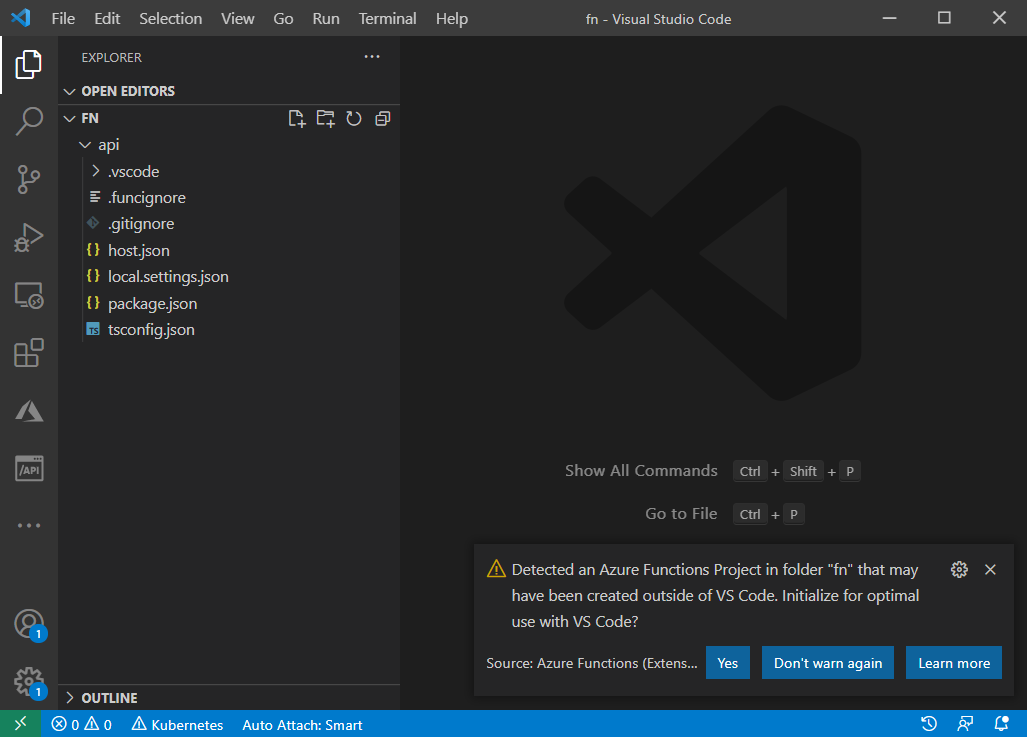 File Edit Selection View Go Run Terminal Help fn - Visual Studio Code
EXPLORER
OPEN EDITORS
FN
api
.vscode
.funcignore
.gitignore
host.json
local.settings.json
package.json
TS tsconfig.json
/API
Show All Commands Ctrl + Shift + P
Go to File Ctrl + P
Detected an Azure Functions Project in folder "fn" that may
have been created outside of VS Code. Initialize for optimal
use with VS Code?
Source: Azure Functions (Extens... Yes Don't warn again Learn more
1
1
OUTLINE
0 0 Kubernetes Auto Attach: Smart